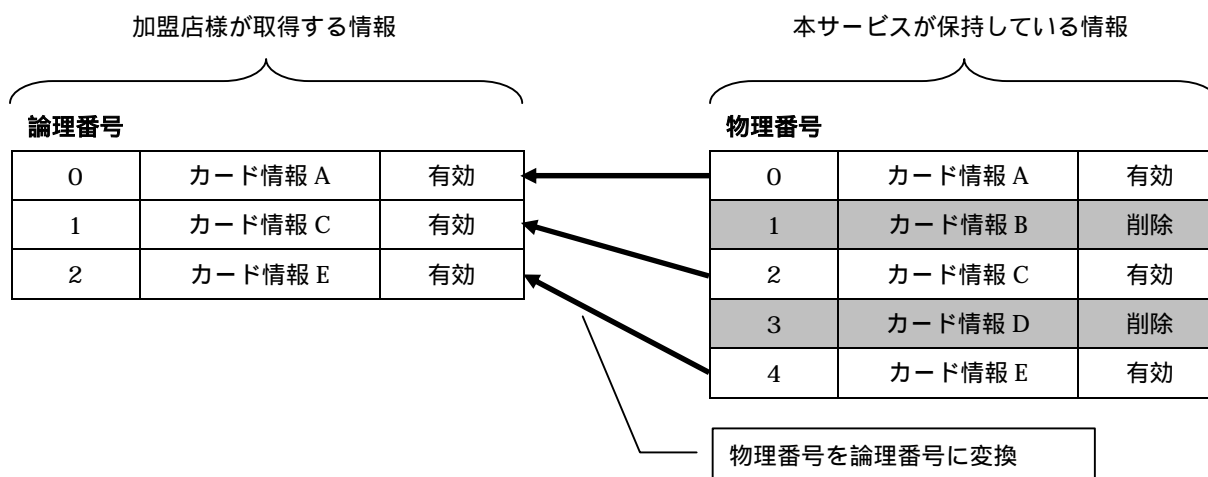 加盟店様が取得する情報
本サービスが保持している情報
論理番号
0 カード情報 A 有効
1 カード情報 C 有効
2 カード情報 E 有効
物理番号
0 カード情報 A 有効
1 カード情報 B 削除
2 カード情報 C 有効
3 カード情報 D 削除
4 カード情報 E 有効
物理番号を論理番号に変換